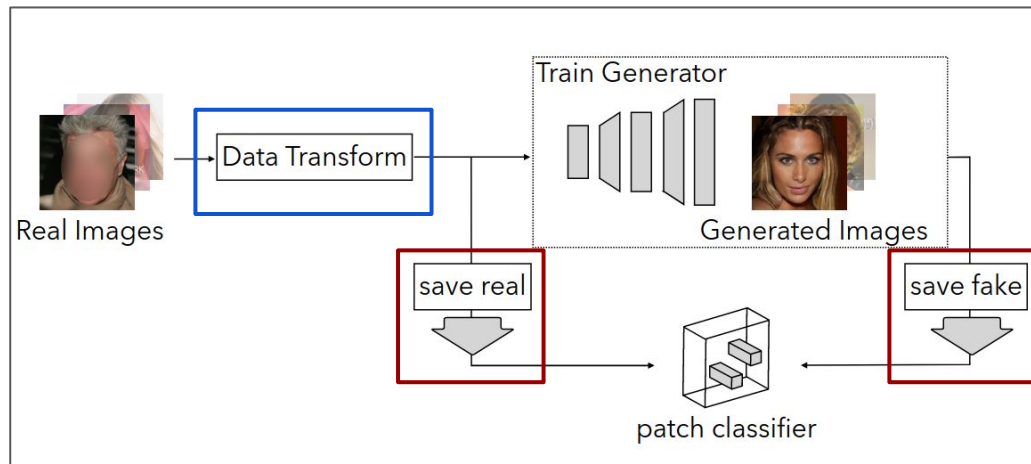 Train Generator
Data Transform
Real Images
Generated Images
save real
save fake
patch classifier